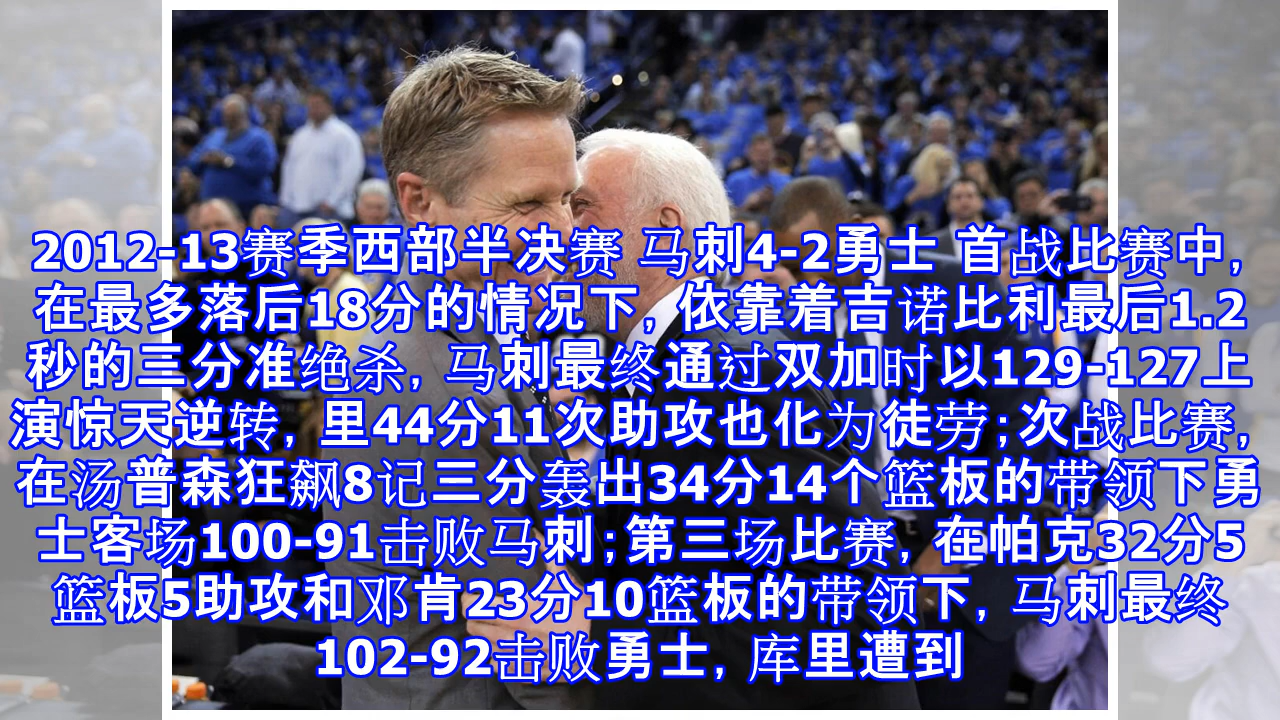 2012-13赛季西部半决赛 马刺4-2勇士 首战比赛中,
在最多落后18分的情况下, 依靠着吉诺比利最后1.2
秒的三分准绝杀, 马刺最终通过双加时以129-127上
演惊天逆转, 里44分11次助攻也化为徒劳;次战比赛,
在汤普森狂飙8记三分轰出34分14个篮板的带领下勇
士客场100-91击败马刺;第三场比赛, 在帕克32分5
篮板5助攻和邓肯23分10篮板的带领下, 马刺最终
102-92击败勇士, 库里遭到